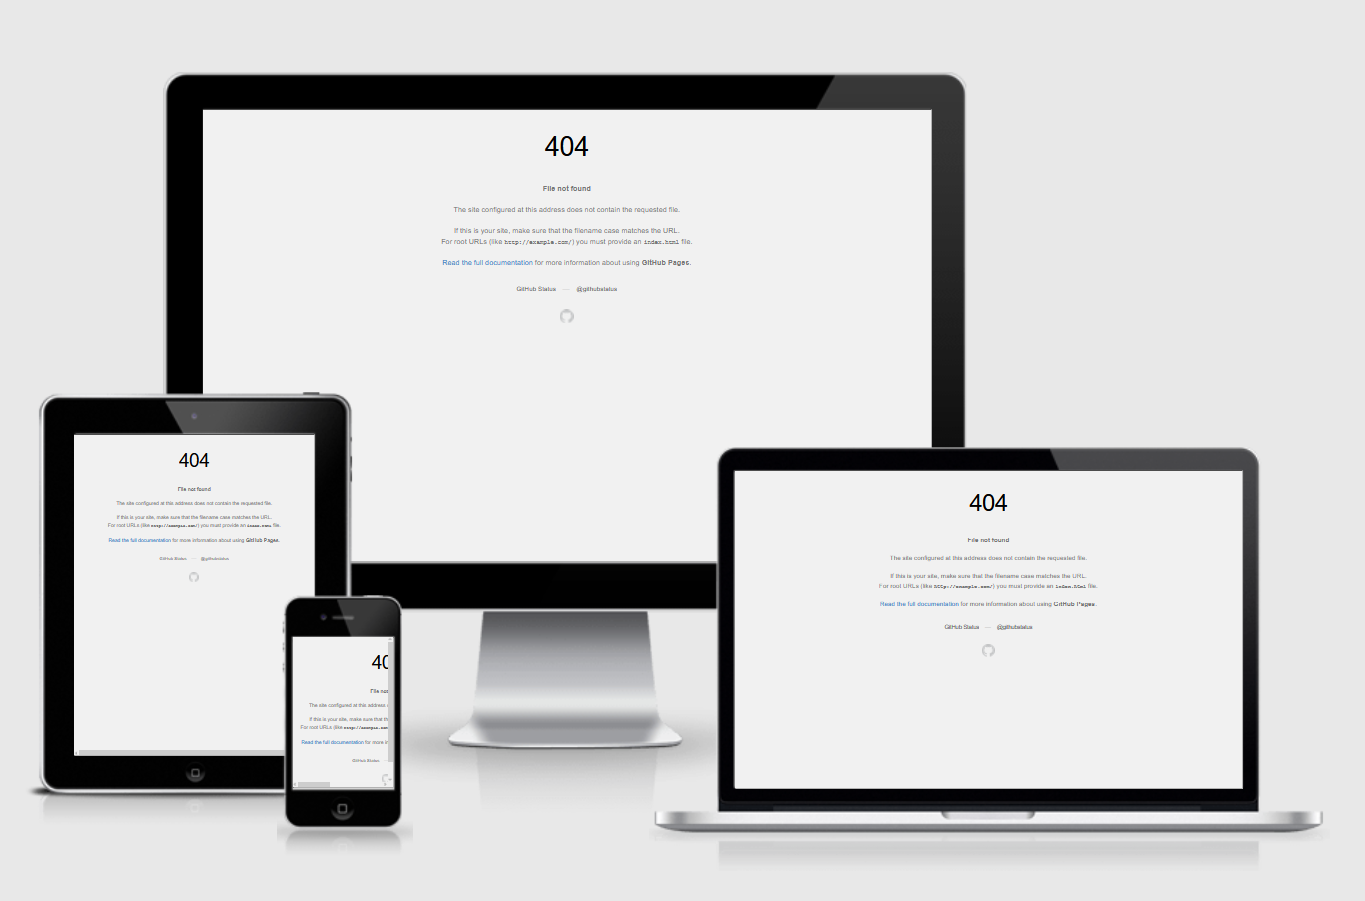 404
File not found
The site configured at this address does not contain the requested file.
If this is your site, make sure that the filename case matches the URL.
For root URLs (like http://example.com/) you must provide an index.html file.
Read the full documentation for more information about using GitHub Pages.
GitHub Status — @githubstatus
404
File not found
The site configured at this address does not contain the requested file.
If this is your site, make sure that the filename case matches the URL.
For root URLs (like http://example.com/) you must provide an index.html file.
Read the full documentation for more information about using GitHub Pages.
GitHub Status — @githubstatus
40
File not
The site configured at this address
If this is your site, make sure that th
For root URLs (like http://example.com
Read the full documentation for more in
GitHub Status
404
File not found
The site configured at this address does not contain the requested file.
If this is your site, make sure that the filename case matches the URL.
For root URLs (like http://example.com/) you must provide an index.html file.
Read the full documentation for more information about using GitHub Pages.
GitHub Status — @githubstatus